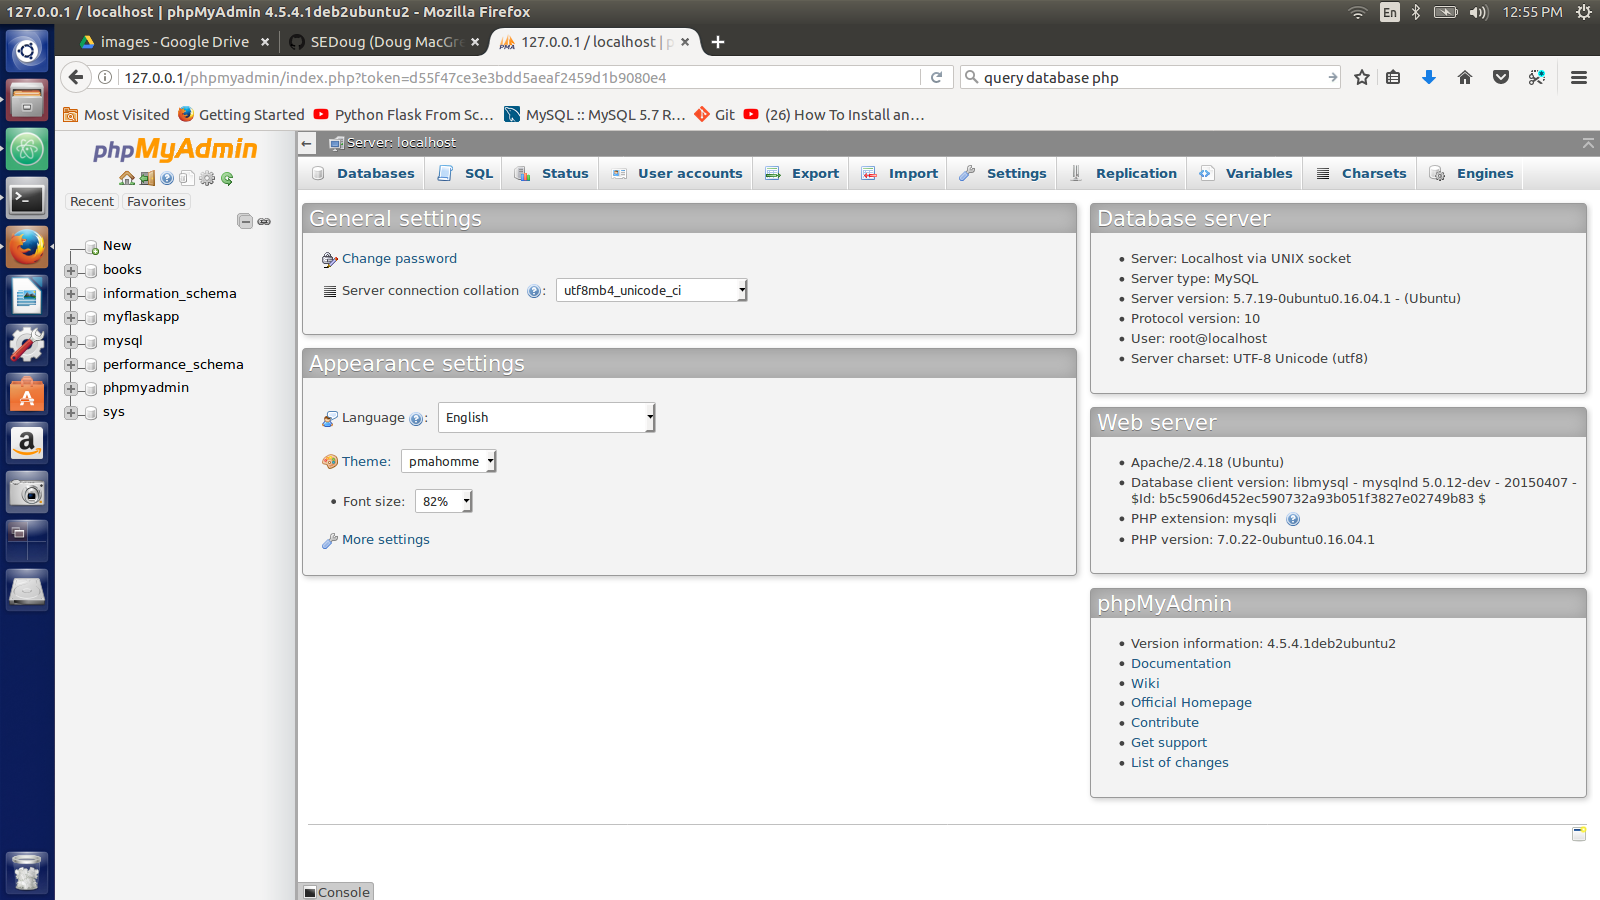 127.0.0.1 / localhost | phpMyAdmin 4.5.4.1deb2ubuntu2 - Mozilla Firefox
En
12:55 PM
images - Google Drive
SEDoug (Doug MacGre
127.0.0.1 / localhost | p
127.0.0.1/phpmyadmin/index.php?token=d55f47ce3e3bdd5aeaf2459d1b9080e4
query database php
Most Visited
Getting Started
Python Flask From Sc...
MySQL :: MySQL 5.7 R...
Git
(26) How To Install an...
phpMyAdmin
Recent
Favorites
New
books
information_schema
myflaskapp
mysql
performance_schema
phpmyadmin
sys
Server: localhost
Databases
SQL
Status
User accounts
Export
Import
Settings
Replication
Variables
Charsets
Engines
General settings
Change password
Server connection collation :
utf8mb4_unicode_ci
Appearance settings
Language :
English
Theme:
pmahomme
Font size:
82%
More settings
Database server
Server: Localhost via UNIX socket
Server type: MySQL
Server version: 5.7.19-0ubuntu0.16.04.1 - (Ubuntu)
Protocol version: 10
User: root@localhost
Server charset: UTF-8 Unicode (utf8)
Web server
Apache/2.4.18 (Ubuntu)
Database client version: libmysql - mysqlnd 5.0.12-dev - 20150407 -
$Id: b5c5906d452ec590732a93b051f3827e02749b83 $
PHP extension: mysqli
PHP version: 7.0.22-0ubuntu0.16.04.1
phpMyAdmin
Version information: 4.5.4.1deb2ubuntu2
Documentation
Wiki
Official Homepage
Contribute
Get support
List of changes
Console